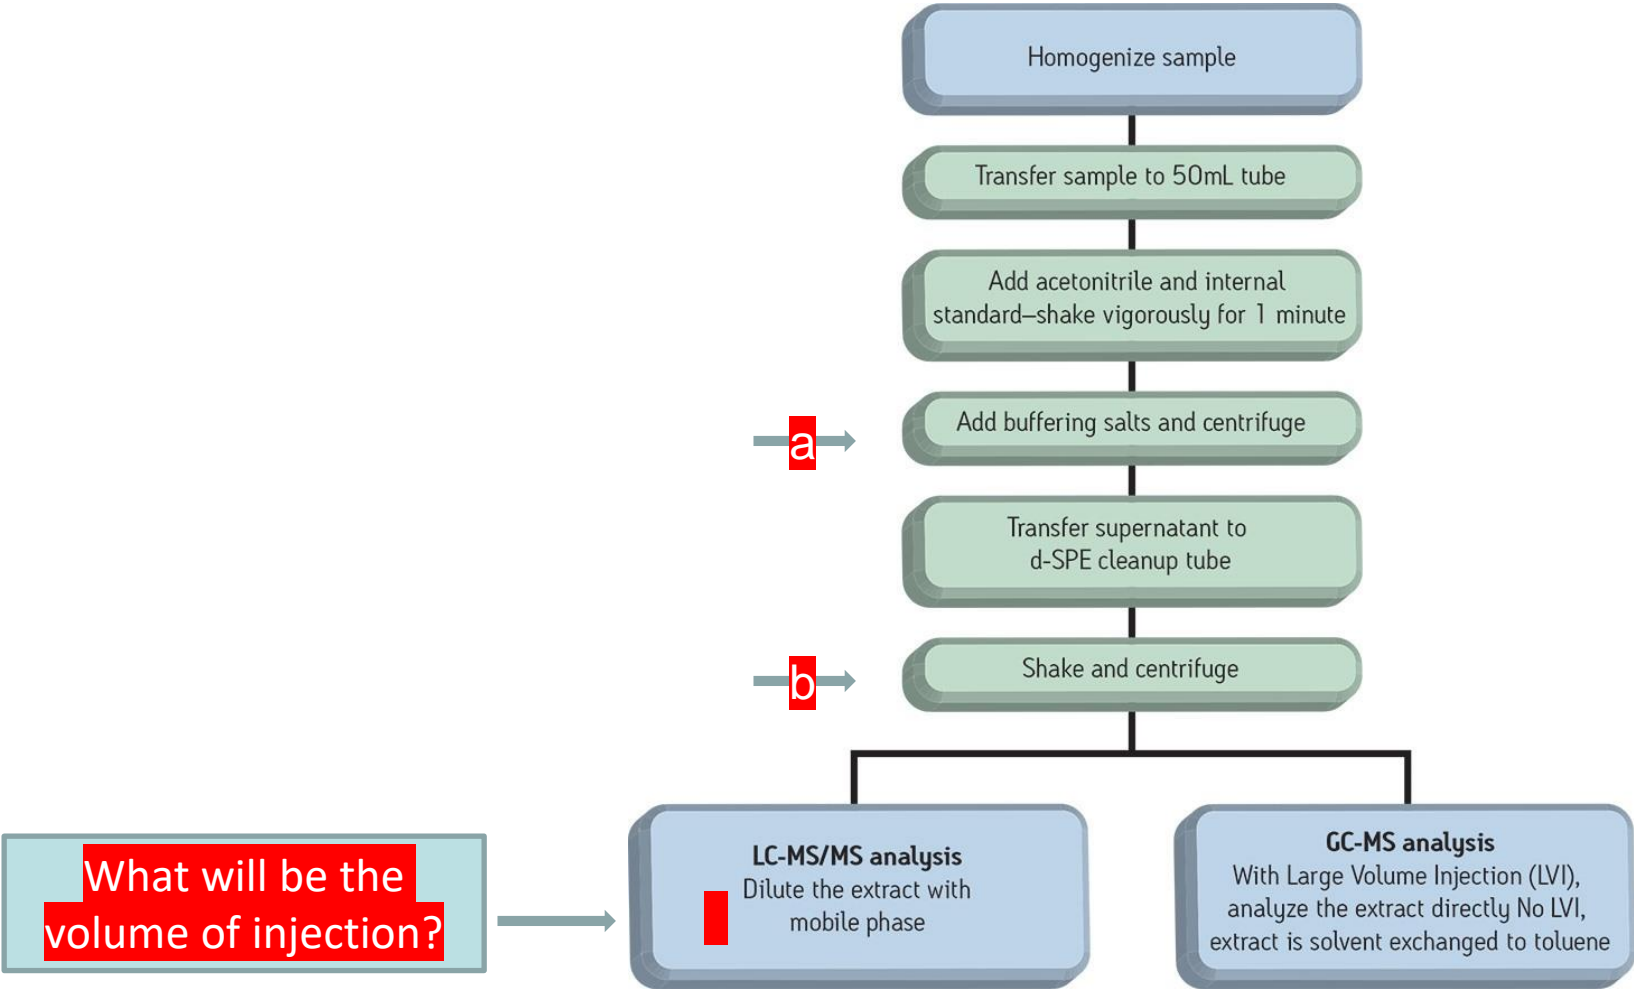 Homogenize sample
Transfer sample to 50mL tube
Add acetonitrile and internal
standard–shake vigorously for 1 minute
a
Add buffering salts and centrifuge
Transfer supernatant to
d-SPE cleanup tube
b
Shake and centrifuge
What will be the
volume of injection?
LC-MS/MS analysis
Dilute the extract with
mobile phase
GC-MS analysis
With Large Volume Injection (LVI),
analyze the extract directly No LVI,
extract is solvent exchanged to toluene